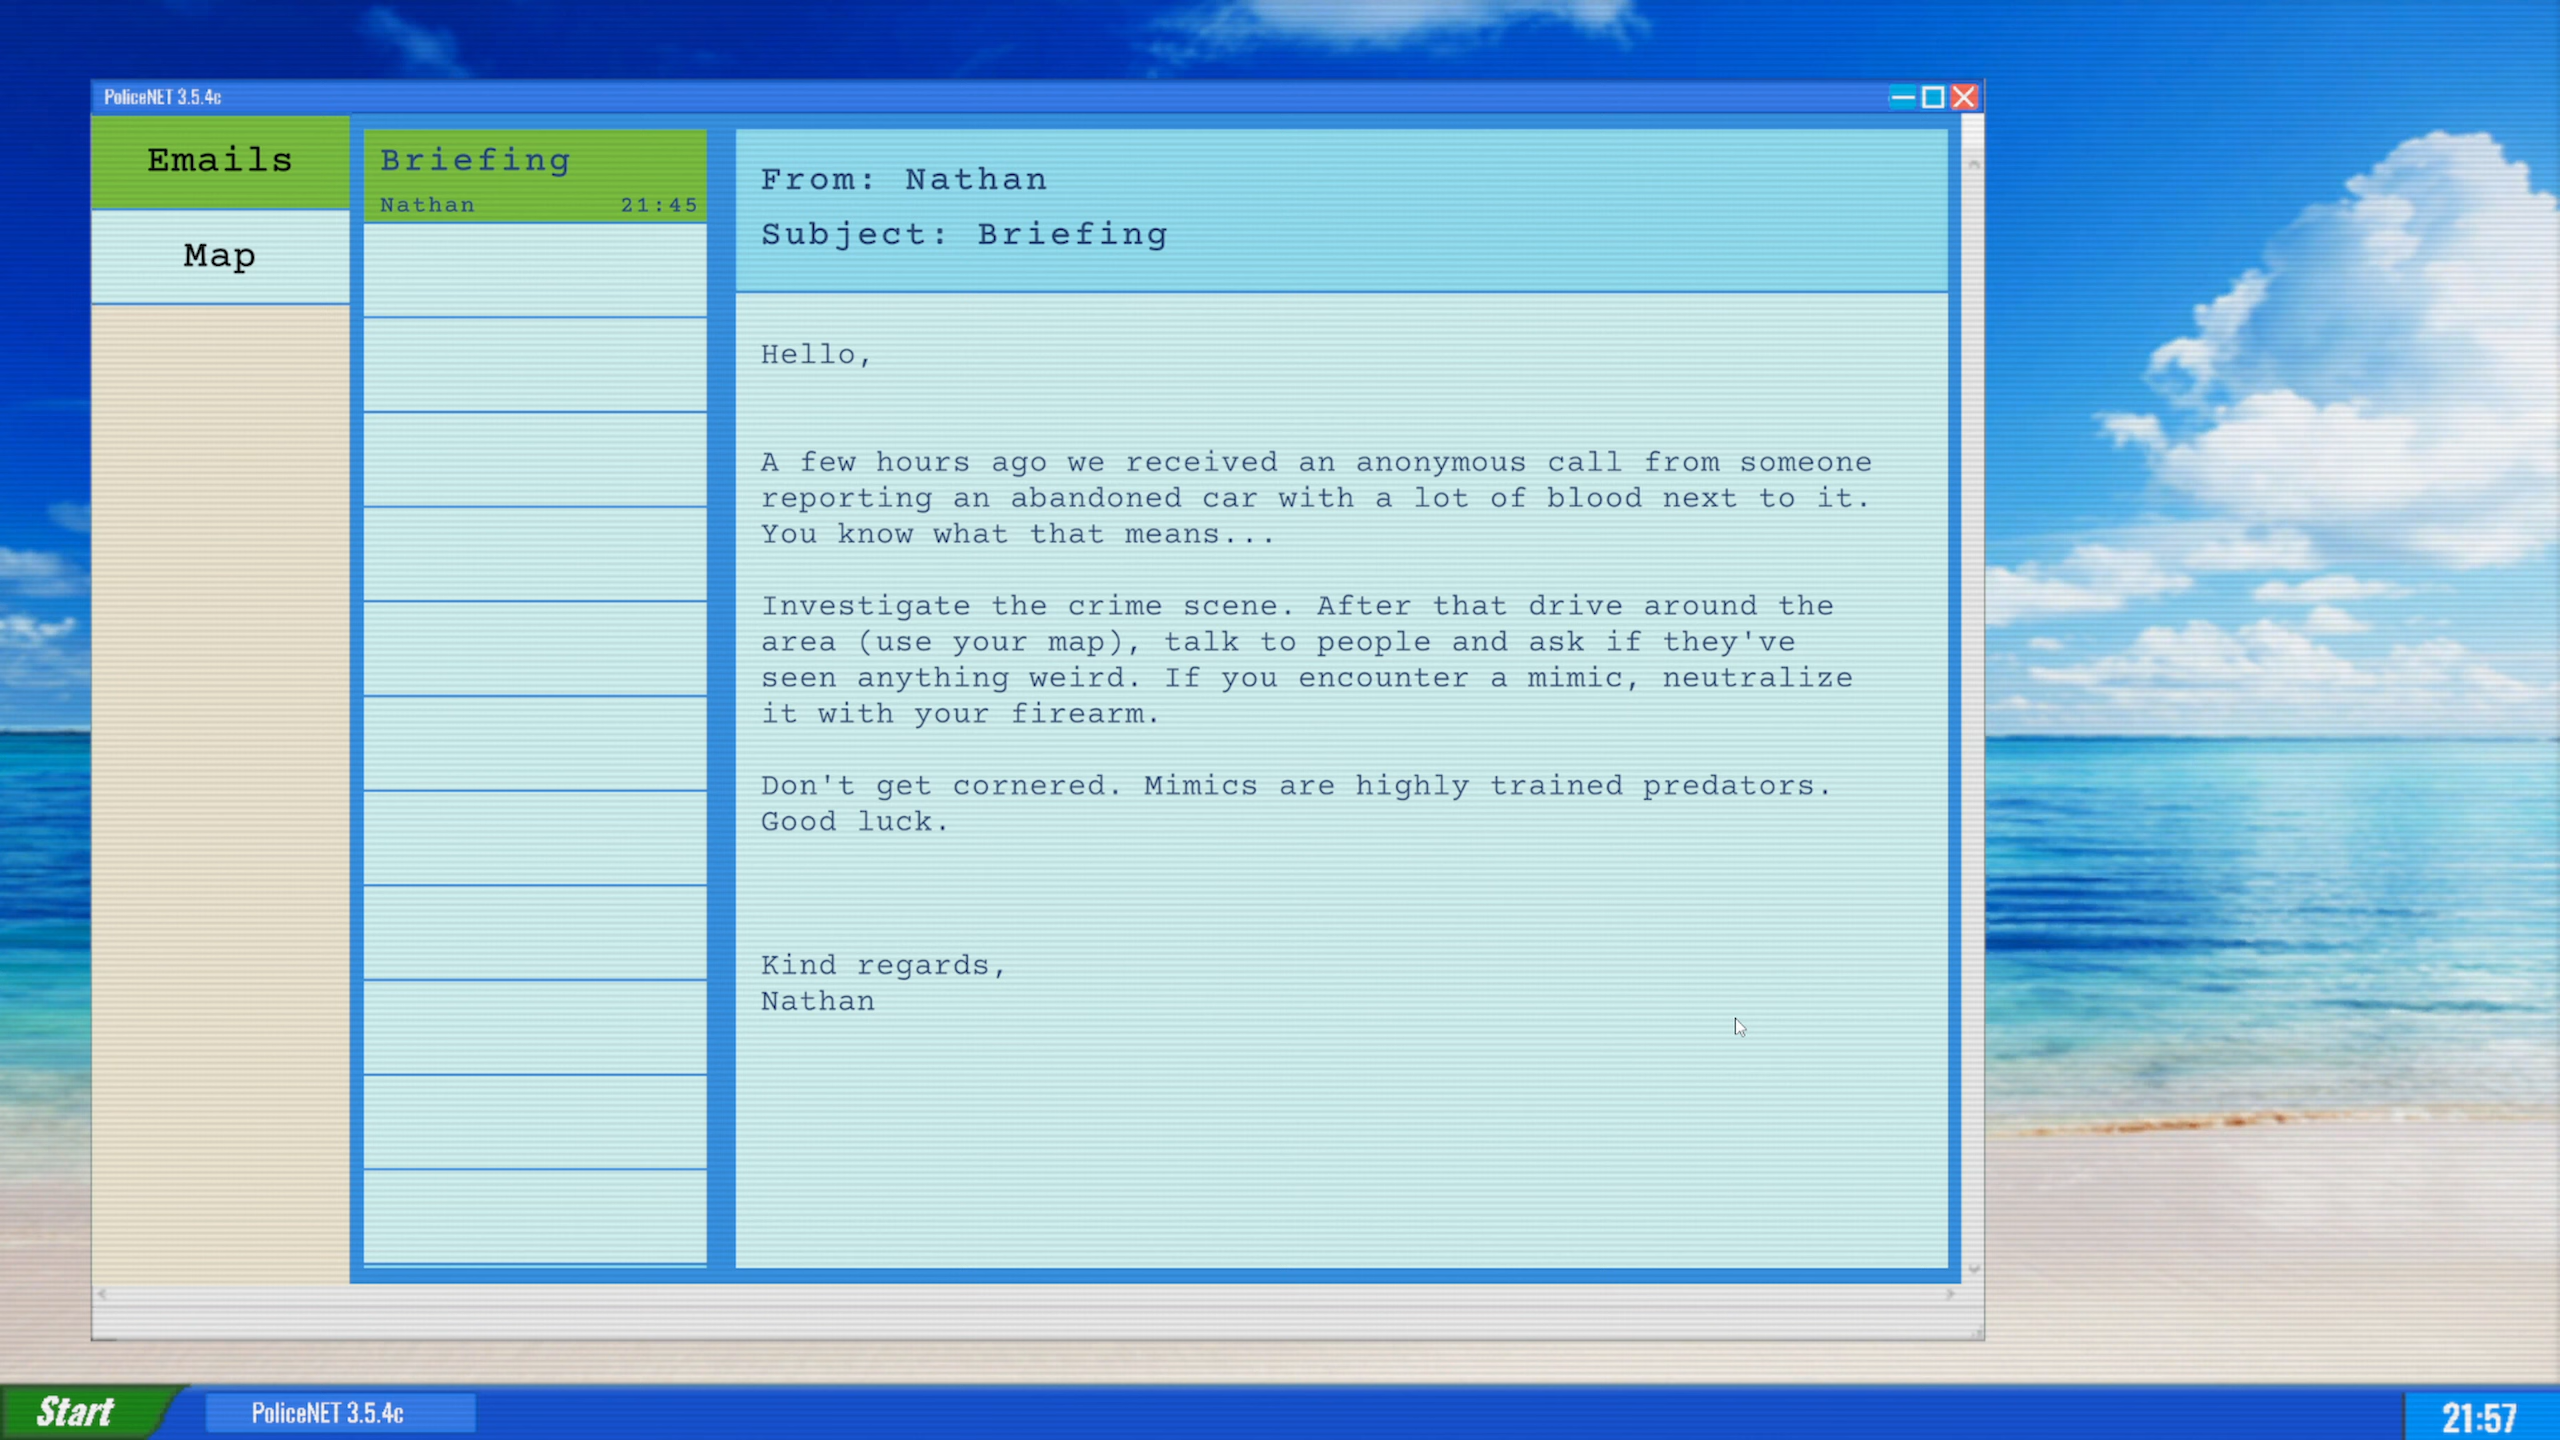 PoliceNET 3.5.4c
Emails
Map
Briefing
Nathan 21:45
From: Nathan
Subject: Briefing
Hello,
A few hours ago we received an anonymous call from someone
reporting an abandoned car with a lot of blood next to it.
You know what that means...
Investigate the crime scene. After that drive around the
area (use your map), talk to people and ask if they've
seen anything weird. If you encounter a mimic, neutralize
it with your firearm.
Don't get cornered. Mimics are highly trained predators.
Good luck.
Kind regards,
Nathan
Start
PoliceNET 3.5.4c
21:57